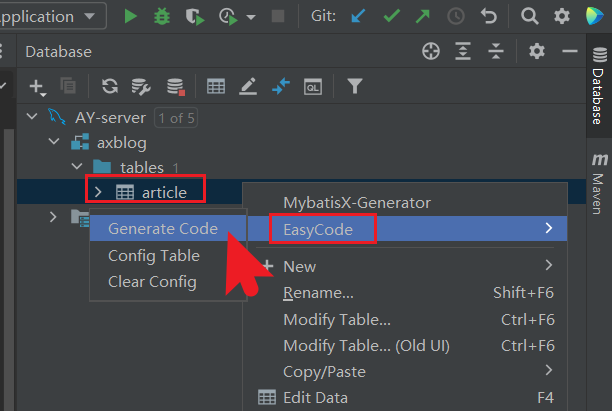 Application
Git:
Database
QL
AY-server 1 of 5
axblog
tables 1
article
MybatisX-Generator
Generate Code
EasyCode
Config Table
Clear Config
New
Rename... Shift+F6
Modify Table... Ctrl+F6
Modify Table... (Old UI) Ctrl+F6
Copy/Paste
Edit Data F4
Database
m
Maven